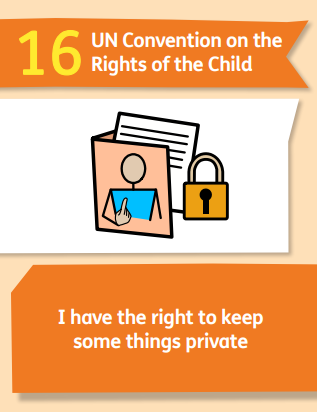 16
UN Convention on the
Rights of the Child
I have the right to keep
some things private